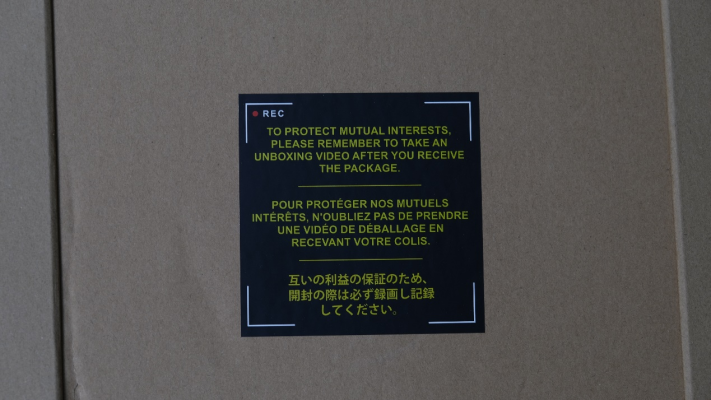 REC
TO PROTECT MUTUAL INTERESTS,
PLEASE REMEMBER TO TAKE AN
UNBOXING VIDEO AFTER YOU RECEIVE
THE PACKAGE.
POUR PROTÉGER NOS MUTUELS
INTÉRÊTS, N'OUBLIEZ PAS DE PRENDRE
UNE VIDÉO DE DÉBALLAGE EN
RECEVANT VOTRE COLIS.
互いの利益の保証のため、
開封の際は必ず録画し記録
してください。